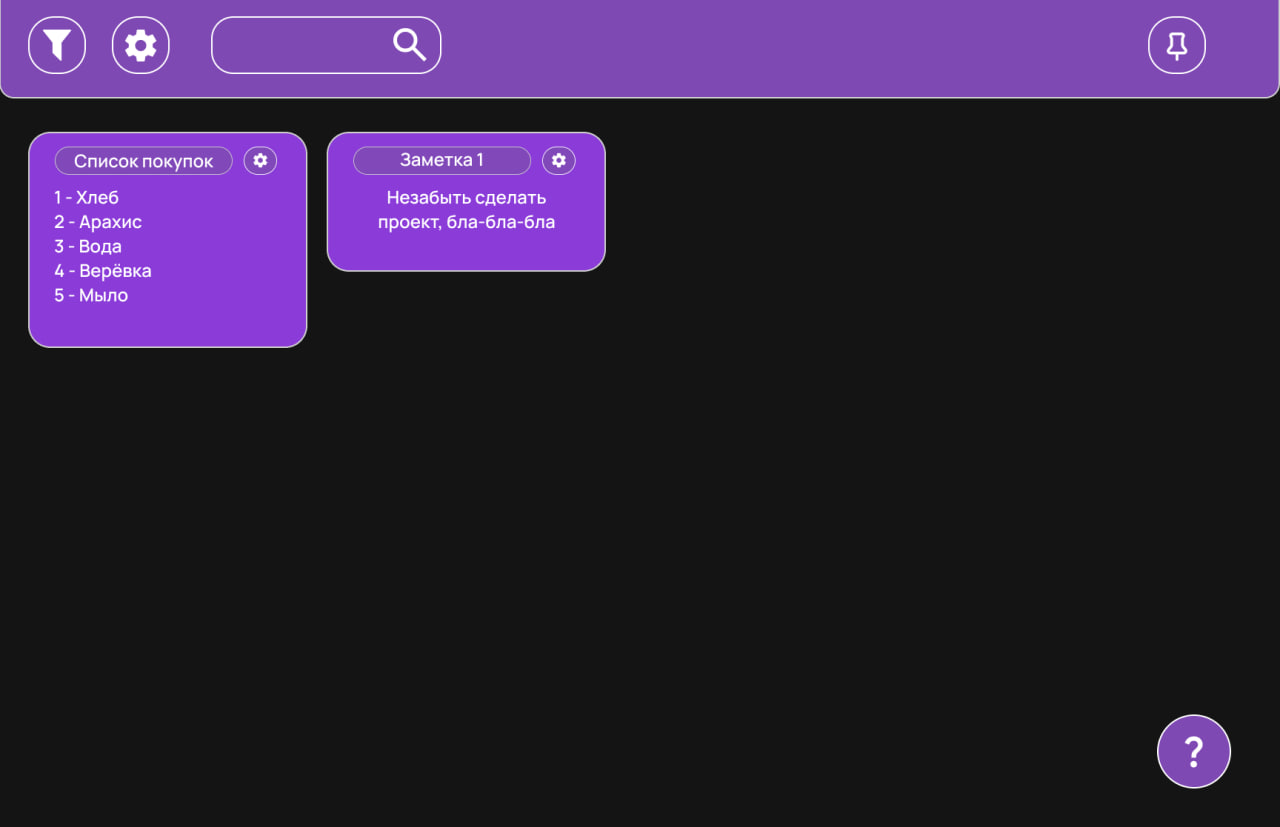 Список покупок
1 - Хлеб
2 - Арахис
3 - Вода
4 - Верёвка
5 - Мыло
Заметка 1
Незабыть сделать
проект, бла-бла-бла
?